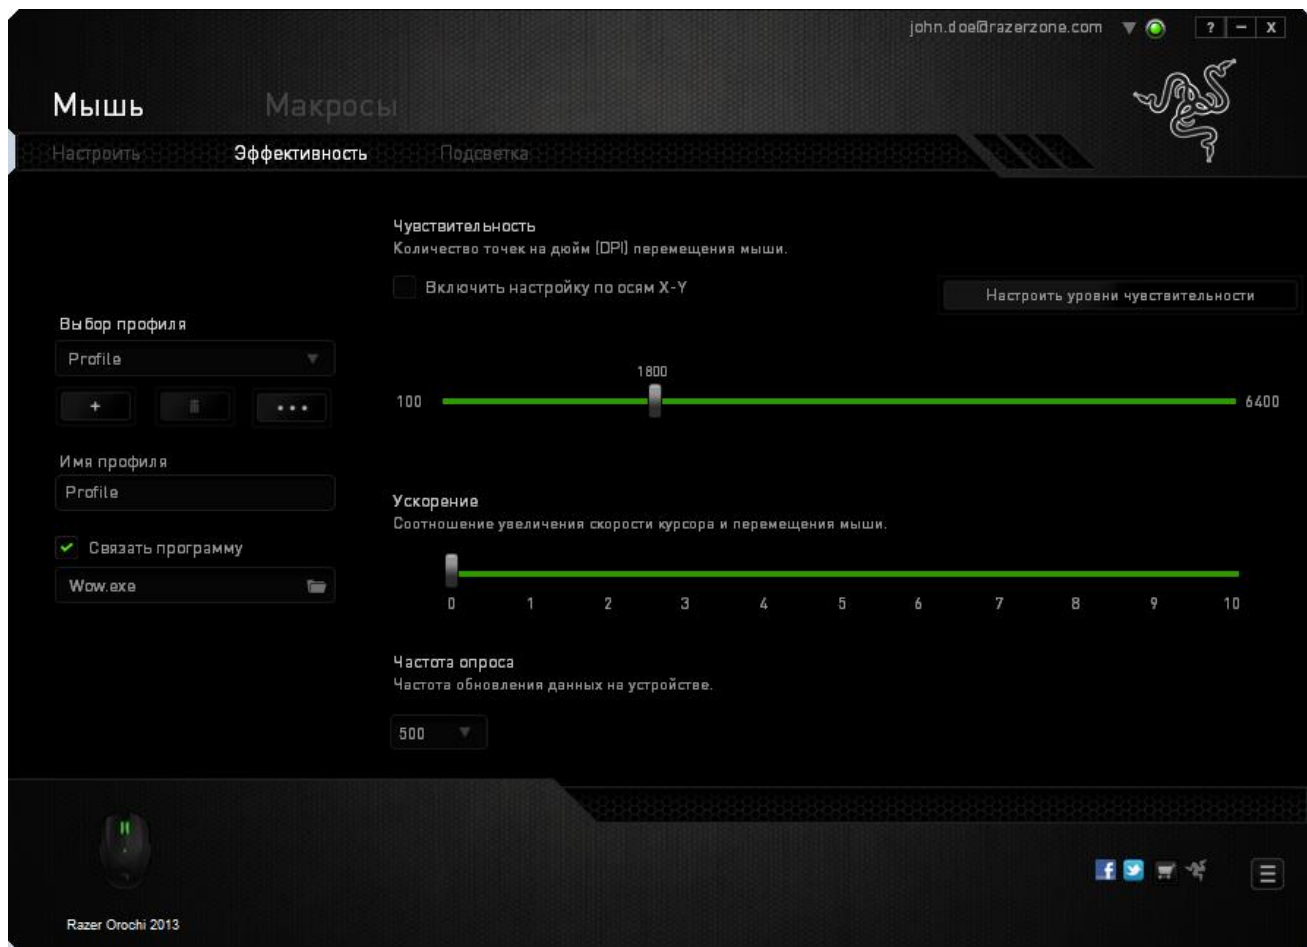 john.doe@razerzone.com
? – X
Мышь Макросы
Настроить Эффективность Подсветка
Чувствительность
Количество точек на дюйм (DPI) перемещения мыши.
Включить настройку по осям X-Y
Настроить уровни чувствительности
Выбор профиля
Profile
+ •••
1800
100 6400
Имя профиля
Profile
Связать программу
Wow.exe
Ускорение
Соотношение увеличения скорости курсора и перемещения мыши.
0 1 2 3 4 5 6 7 8 9 10
Частота опроса
Частота обновления данных на устройстве.
500
Razer Orochi 2013